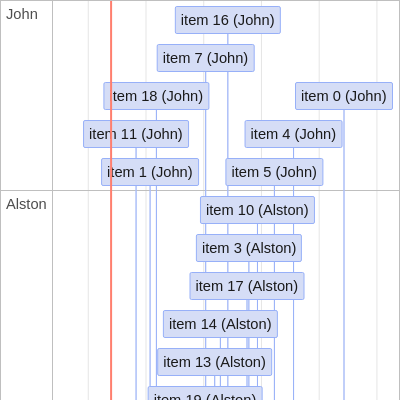 John
item 16 (John)
item 7 (John)
item 18 (John)
item 0 (John)
item 11 (John)
item 4 (John)
item 1 (John)
item 5 (John)
Alston
item 10 (Alston)
item 3 (Alston)
item 17 (Alston)
item 14 (Alston)
item 13 (Alston)
item 19 (Alston)